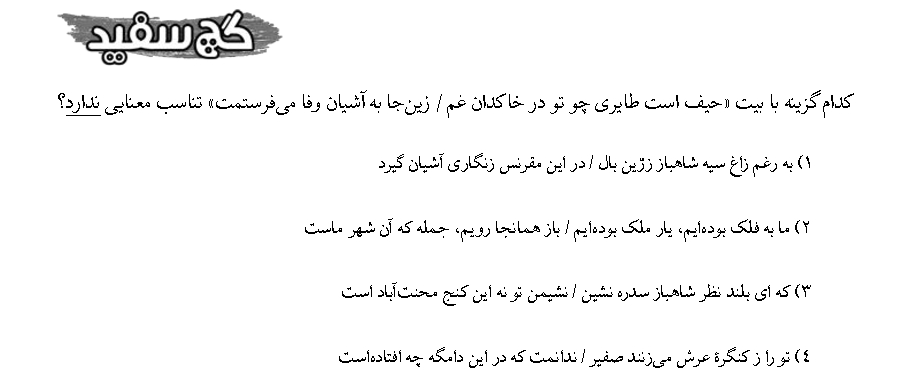 گچ سفید
کدام گزینه با بیت «حیف است طایری چو تو در خاکدان غم / زین‌جا به آشیان وفا می‌فرستمت» تناسب معنایی ندارد؟
۱) به رغم زاغ سیه شاهباز زرّین بال / در این مقرنس زنگاری آشیان گیرد
۲) ما به فلک بوده‌ایم، یار ملک بوده‌ایم / باز همانجا رویم، جمله که آن شهر ماست
۳) که ای بلند نظر شاهباز سدره نشین / نشیمن تو نه این کنج محنت‌آباد است
۴) تو را ز کنگرهٔ عرش می‌زنند صفیر / ندانمت که در این دامگه چه افتاده‌است